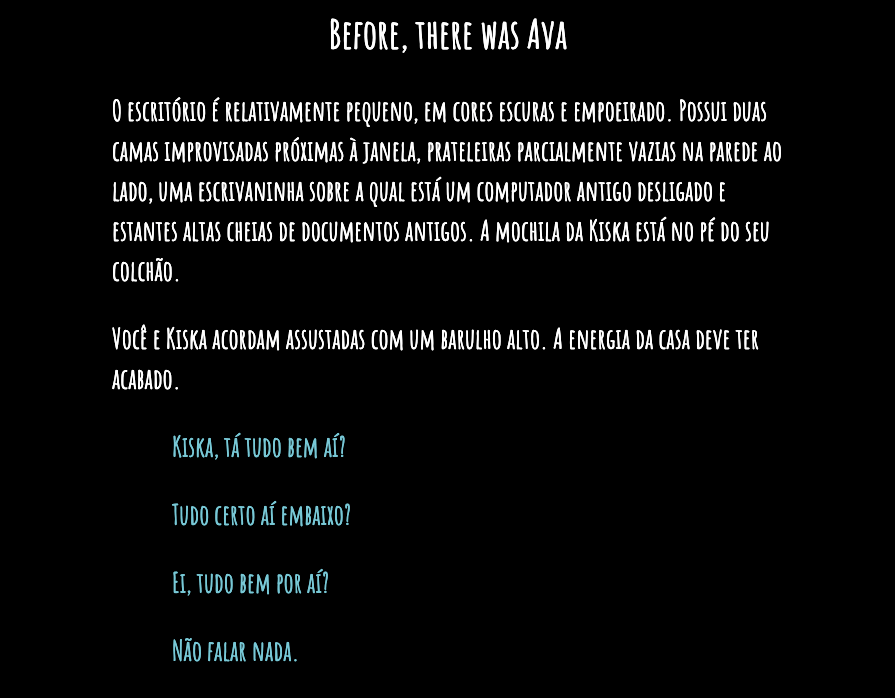 Before, there was Ava
O escritório é relativamente pequeno, em cores escuras e empoeirado. Possui duas
camas improvisadas próximas à janela, prateleiras parcialmente vazias na parede ao
lado, uma escrivaninha sobre a qual está um computador antigo desligado e
estantes altas cheias de documentos antigos. A mochila da Kiska está no pé do seu
colchão.
Você e Kiska acordam assustadas com um barulho alto. A energia da casa deve ter
acabado.
Kiska, tá tudo bem aí?
Tudo certo aí embaixo?
Ei, tudo bem por aí?
Não falar nada.